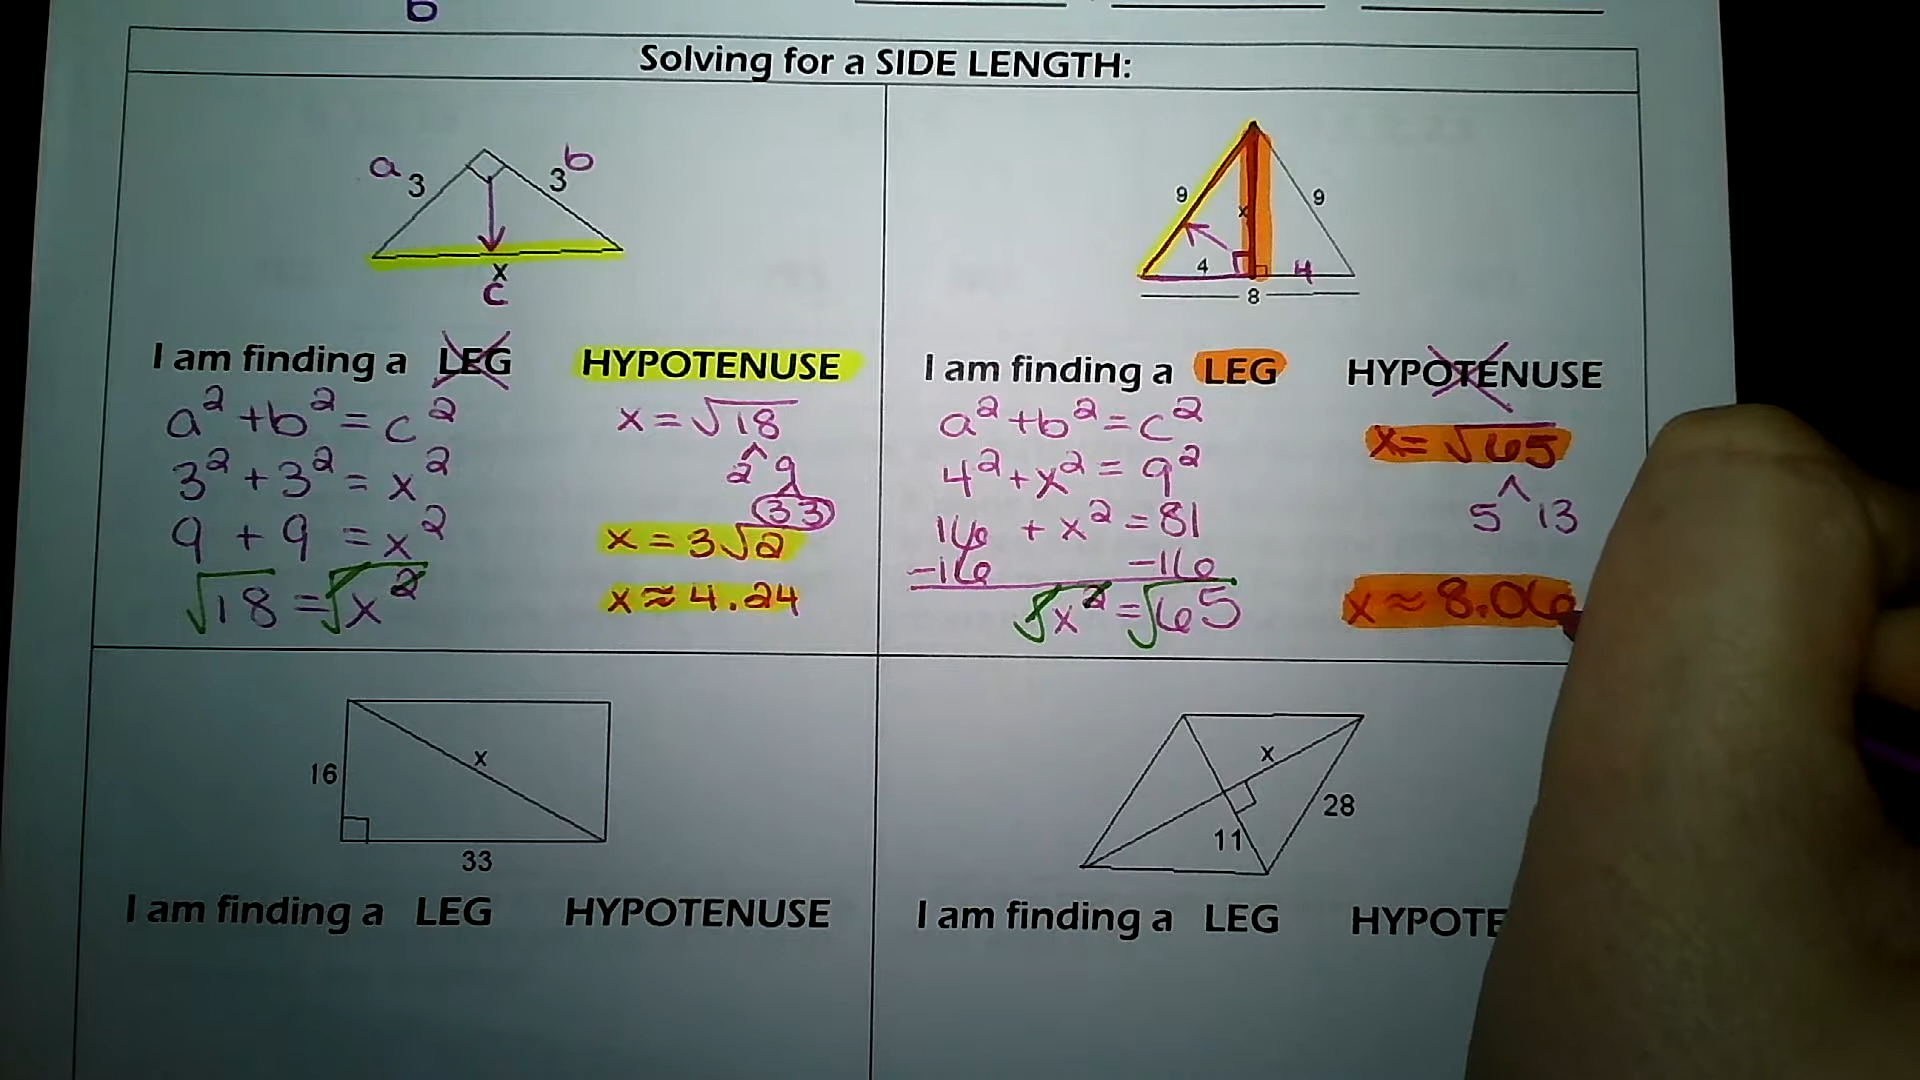 b
Solving for a SIDE LENGTH:
a 3
3 b
x
c
I am finding a LEG HYPOTENUSE
a² + b² = c²
3² + 3² = x²
9 + 9 = x²
√18 = √x²
x = √18
2 9
3 3
x = 3√2
x ≈ 4.24
9
9
x
4
4
8
I am finding a LEG HYPOTENUSE
a² + b² = c²
4² + x² = 9²
16 + x² = 81
-16 -16
√x² = √65
x = √65
5 13
x ≈ 8.06
16
x
33
I am finding a LEG HYPOTENUSE
x
28
11
I am finding a LEG HYPOTE